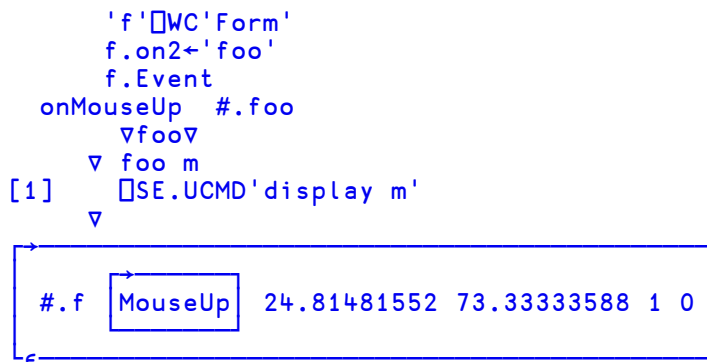 'f'⎕WC'Form'
f.on2←'foo'
f.Event
onMouseUp #.foo
∇foo∇
∇ foo m
[1] ⎕SE.UCMD'display m'
∇
┌→────────────────────────────────────────────
│ ┌→──────┐
│ #.f │MouseUp│ 24.81481552 73.33333588 1 0
│ └───────┘
└∊────────────────────────────────────────────